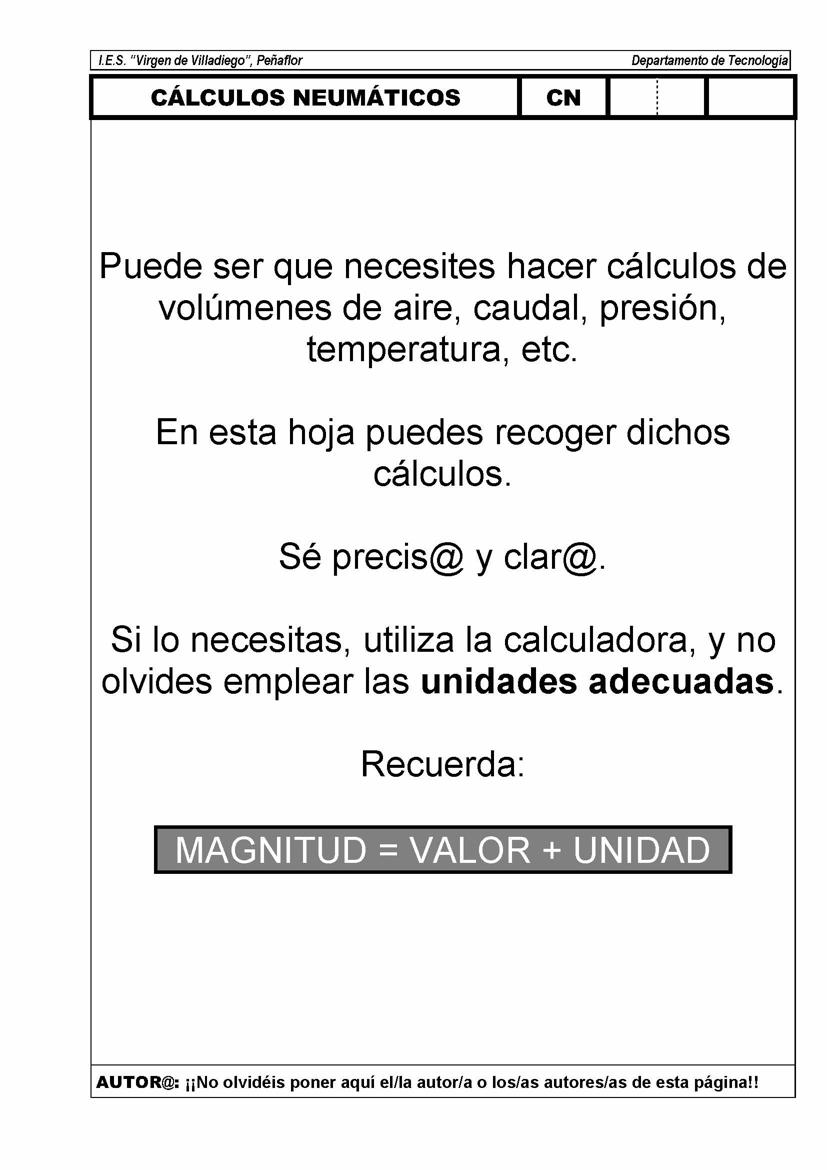 I.E.S. "Virgen de Villadiego", Peñaflor Departamento de Tecnología
CÁLCULOS NEUMÁTICOS CN
Puede ser que necesites hacer cálculos de
volúmenes de aire, caudal, presión,
temperatura, etc.
En esta hoja puedes recoger dichos
cálculos.
Sé precis@ y clar@.
Si lo necesitas, utiliza la calculadora, y no
olvides emplear las unidades adecuadas.
Recuerda:
MAGNITUD = VALOR + UNIDAD
AUTOR@: ¡¡No olvidéis poner aquí el/la autor/a o los/as autores/as de esta página!!